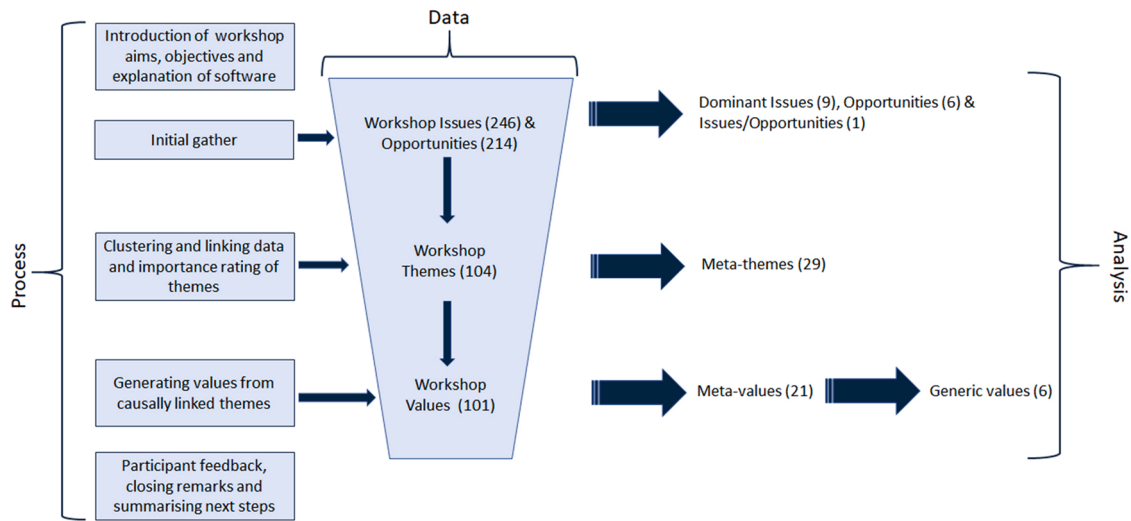 Data
Process
Introduction of workshop
aims, objectives and
explanation of software
Initial gather
Clustering and linking data
and importance rating of
themes
Generating values from
causally linked themes
Participant feedback,
closing remarks and
summarising next steps
Workshop Issues (246) &
Opportunities (214)
Workshop
Themes (104)
Workshop
Values (101)
Dominant Issues (9), Opportunities (6) &
Issues/Opportunities (1)
Meta-themes (29)
Meta-values (21)
Generic values (6)
Analysis